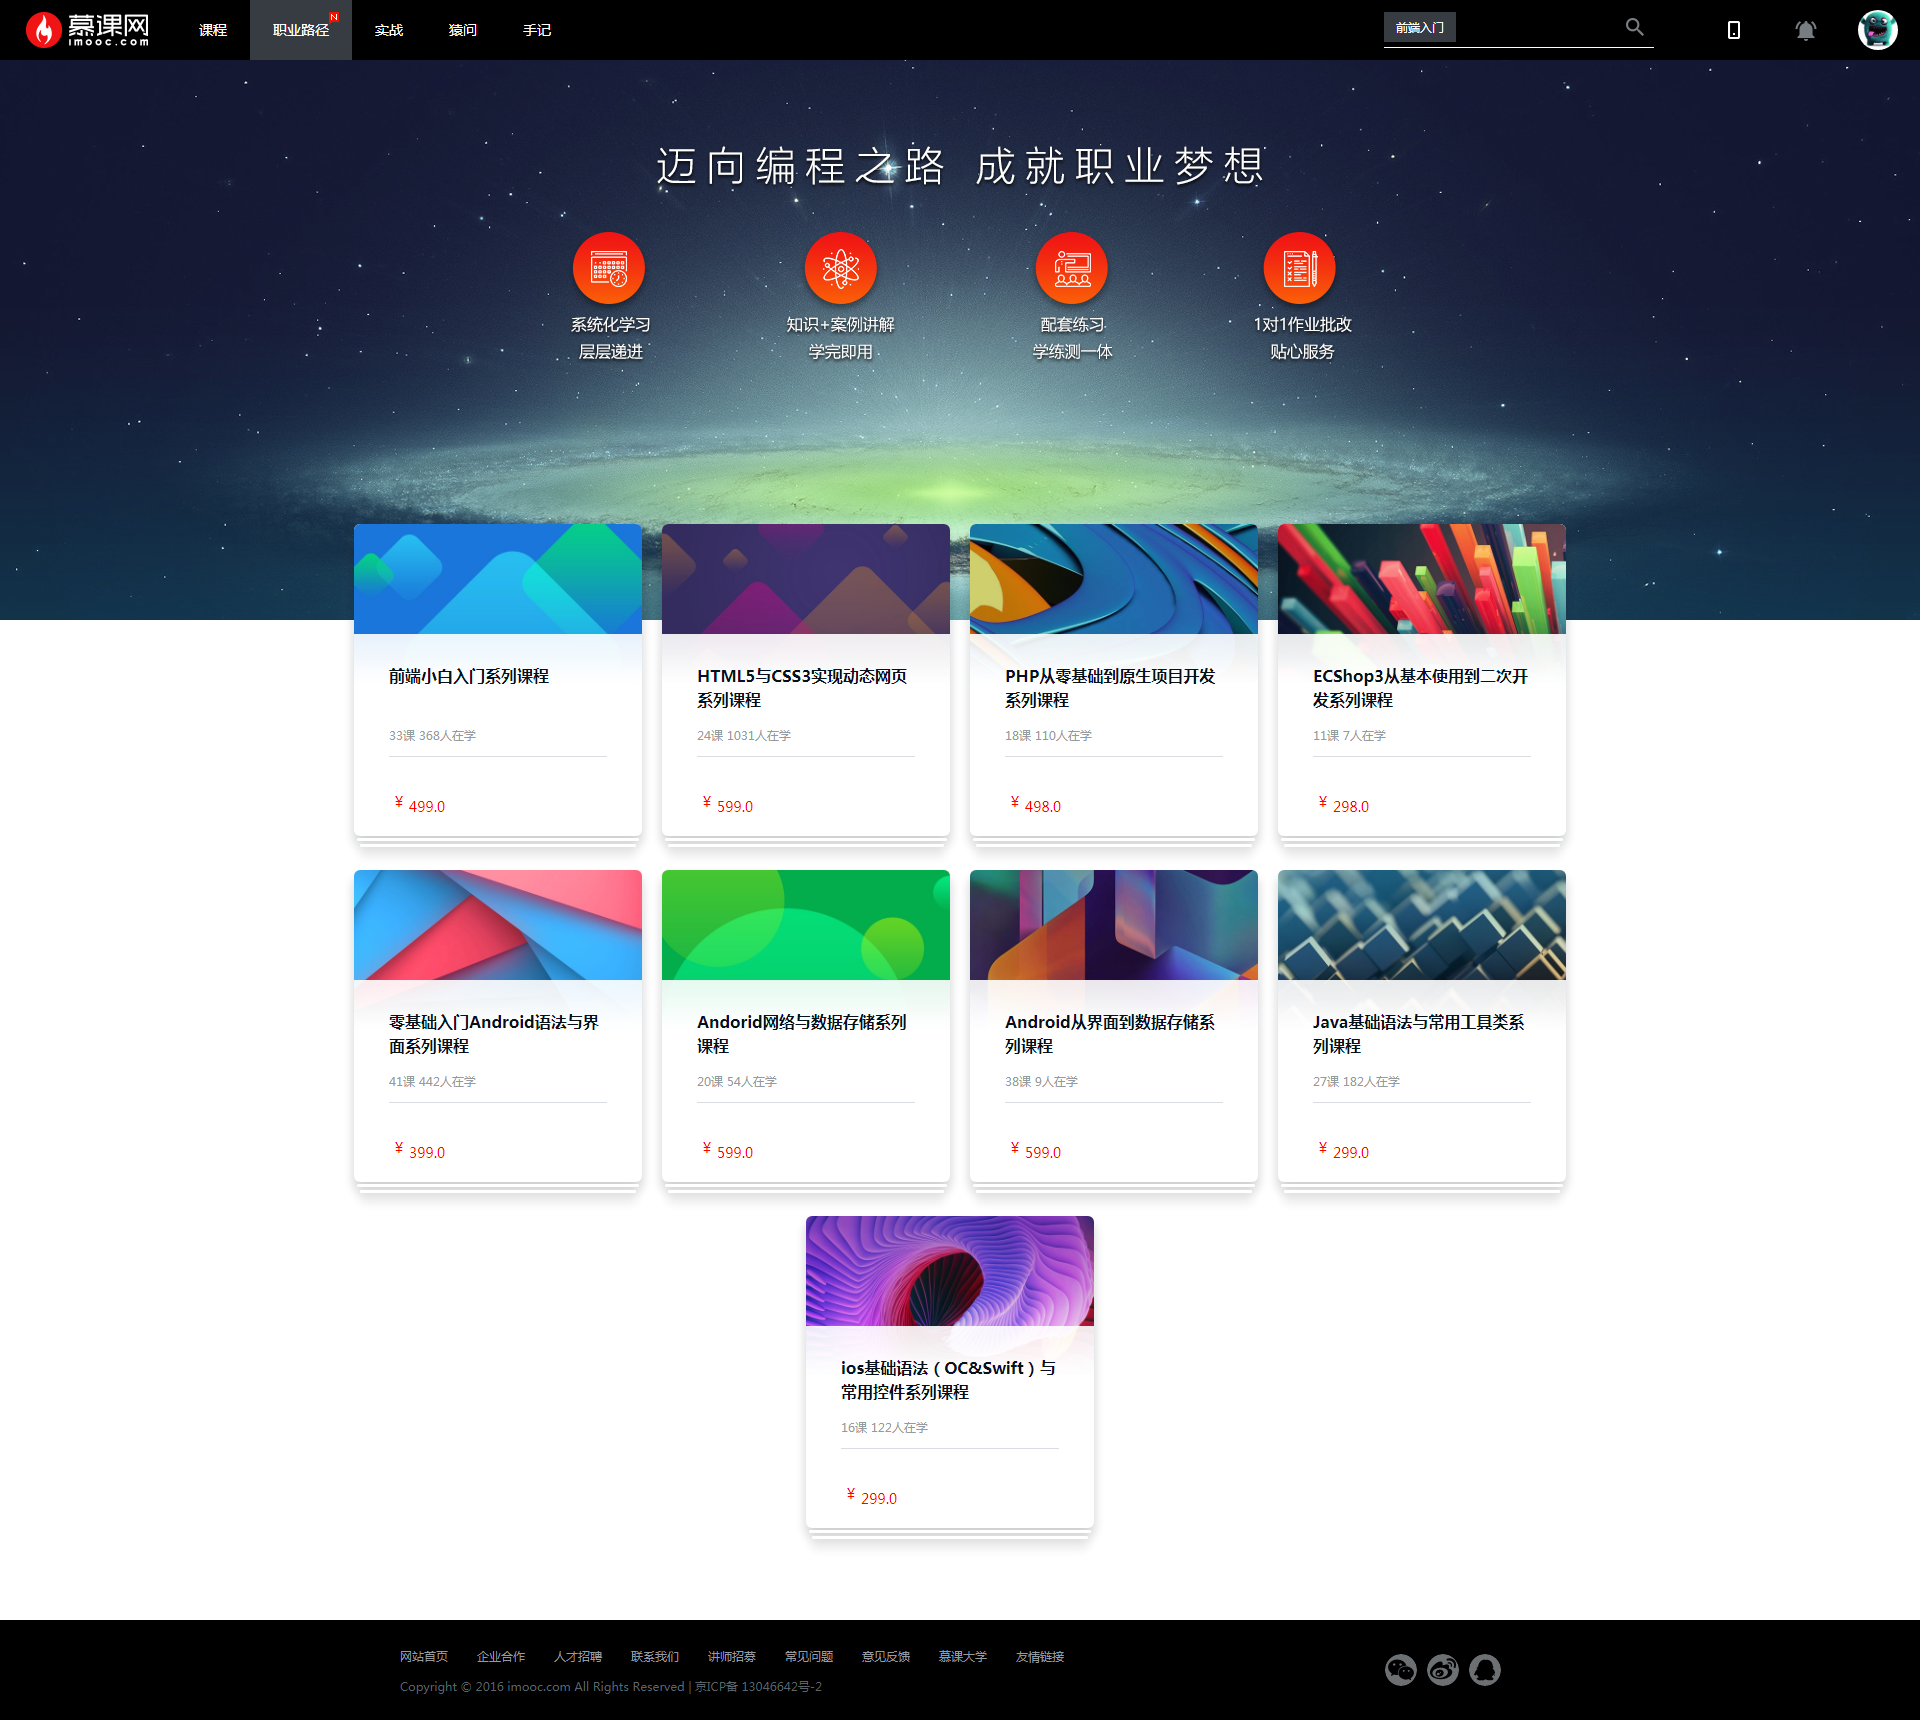 慕课网
imooc.com
课程
职业路径
N
实战
猿问
手记
前端入门
迈向编程之路 成就职业梦想
系统化学习
层层递进
知识+案例讲解
学完即用
配套练习
学练测一体
1对1作业批改
贴心服务
前端小白入门系列课程
33课 368人在学
¥ 499.0
HTML5与CSS3实现动态网页
系列课程
24课 1031人在学
¥ 599.0
PHP从零基础到原生项目开发
系列课程
18课 110人在学
¥ 498.0
ECShop3从基本使用到二次开
发系列课程
11课 7人在学
¥ 298.0
零基础入门Android语法与界
面系列课程
41课 442人在学
¥ 399.0
Andorid网络与数据存储系列
课程
20课 54人在学
¥ 599.0
Android从界面到数据存储系
列课程
38课 9人在学
¥ 599.0
Java基础语法与常用工具类系
列课程
27课 182人在学
¥ 299.0
ios基础语法（OC&Swift）与
常用控件系列课程
16课 122人在学
¥ 299.0
网站首页 企业合作 人才招聘 联系我们 讲师招募 常见问题 意见反馈 慕课大学 友情链接
Copyright © 2016 imooc.com All Rights Reserved | 京ICP备 13046642号-2